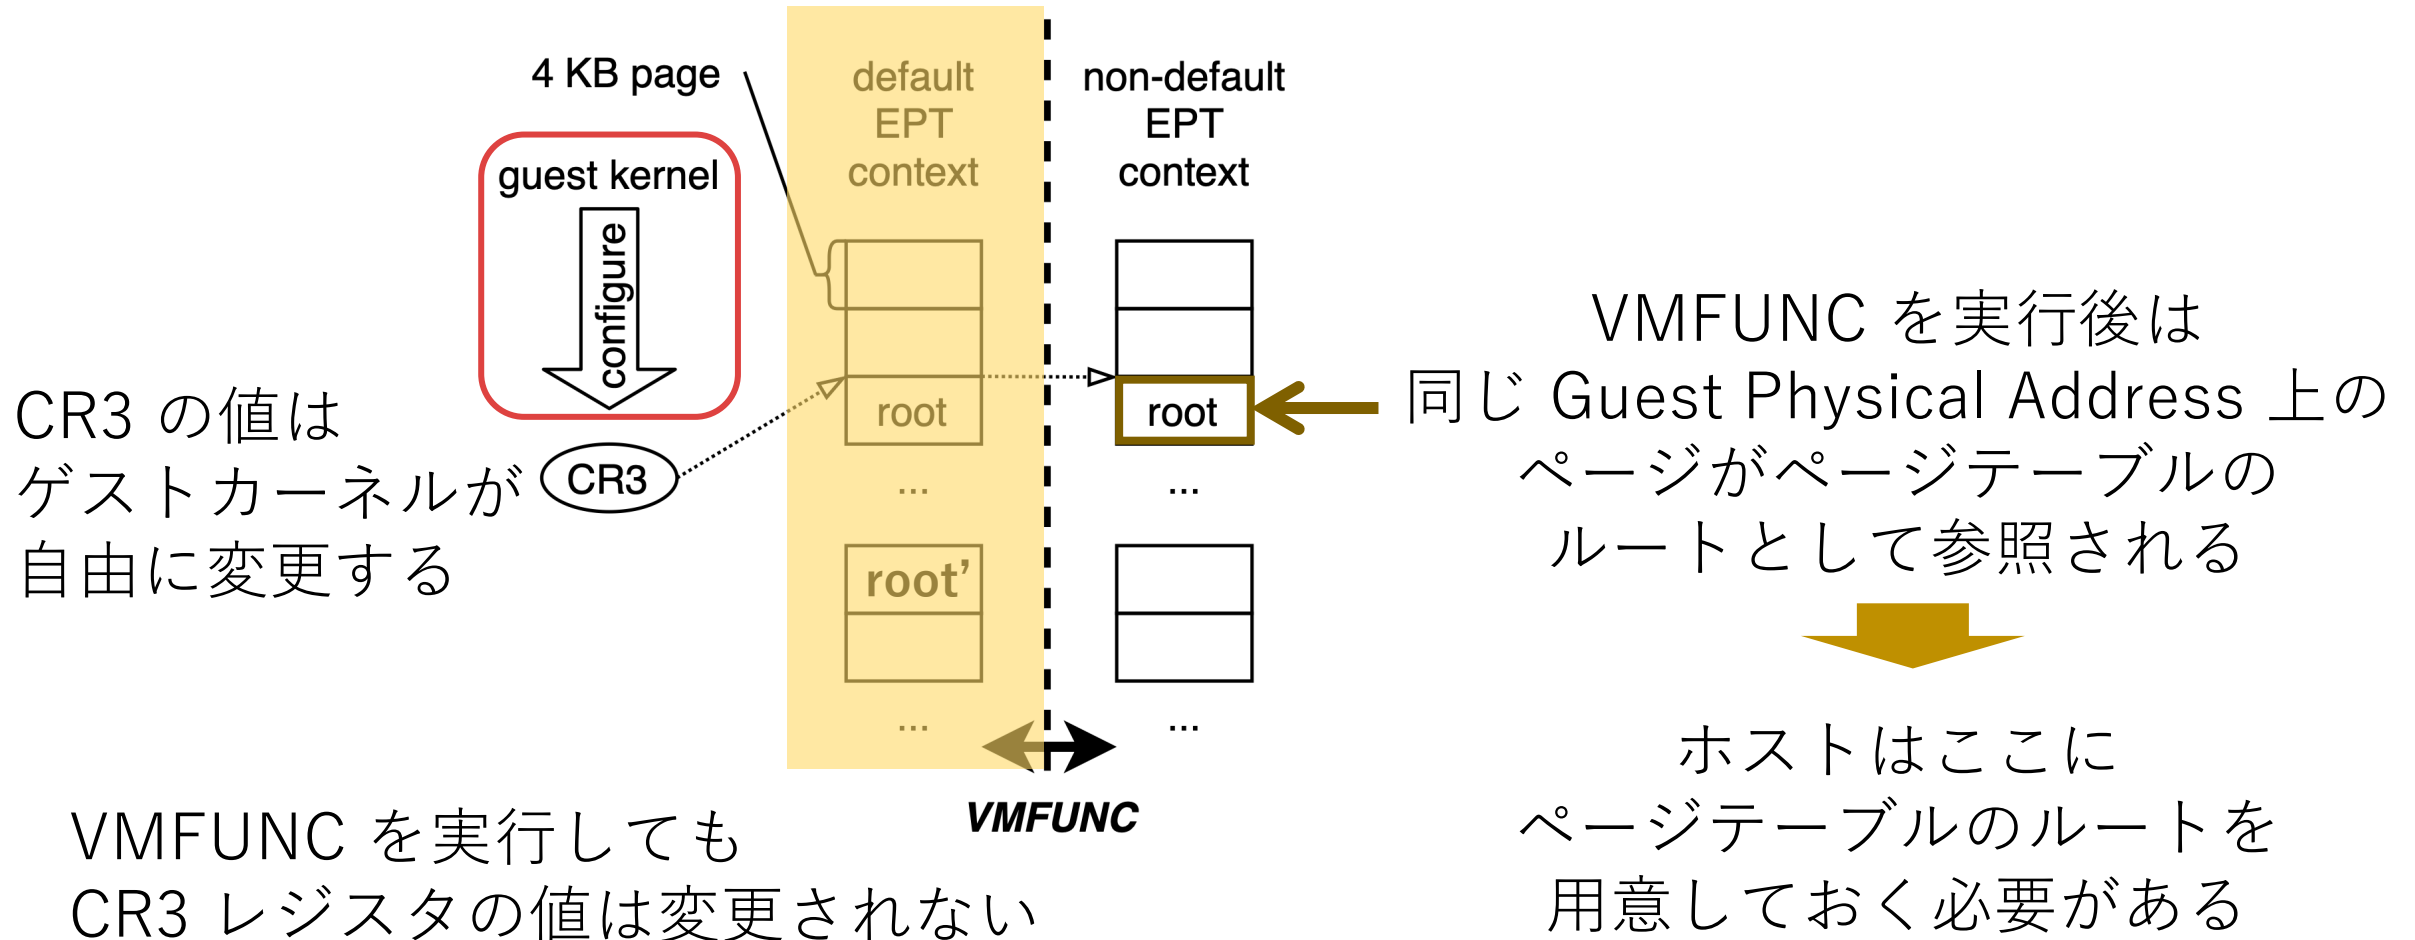 4 KB page
default
EPT
context
non-default
EPT
context
guest kernel
configure
CR3
root
...
root'
...
root
...
...
VMFUNC
CR3 の値は
ゲストカーネルが
自由に変更する
VMFUNC を実行しても
CR3 レジスタの値は変更されない
VMFUNC を実行後は
同じ Guest Physical Address 上の
ページがページテーブルの
ルートとして参照される
ホストはここに
ページテーブルのルートを
用意しておく必要がある